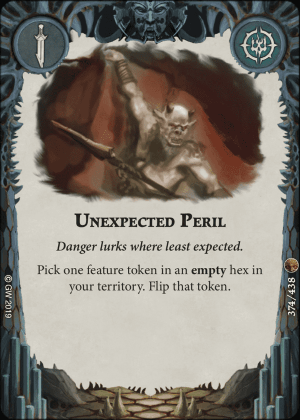 UNEXPECTED PERIL
Danger lurks where least expected.
Pick one feature token in an empty hex in
your territory. Flip that token.
© GW 2019
374/438